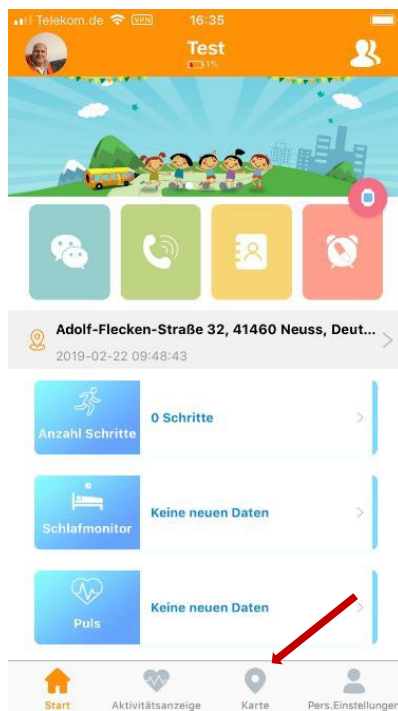 Telekom.de VPN 16:35
Test
1%
Adolf-Flecken-Straße 32, 41460 Neuss, Deut...
2019-02-22 09:48:43
Anzahl Schritte
0 Schritte
Schlafmonitor
Keine neuen Daten
Puls
Keine neuen Daten
Start Aktivitätsanzeige Karte Pers.Einstellungen